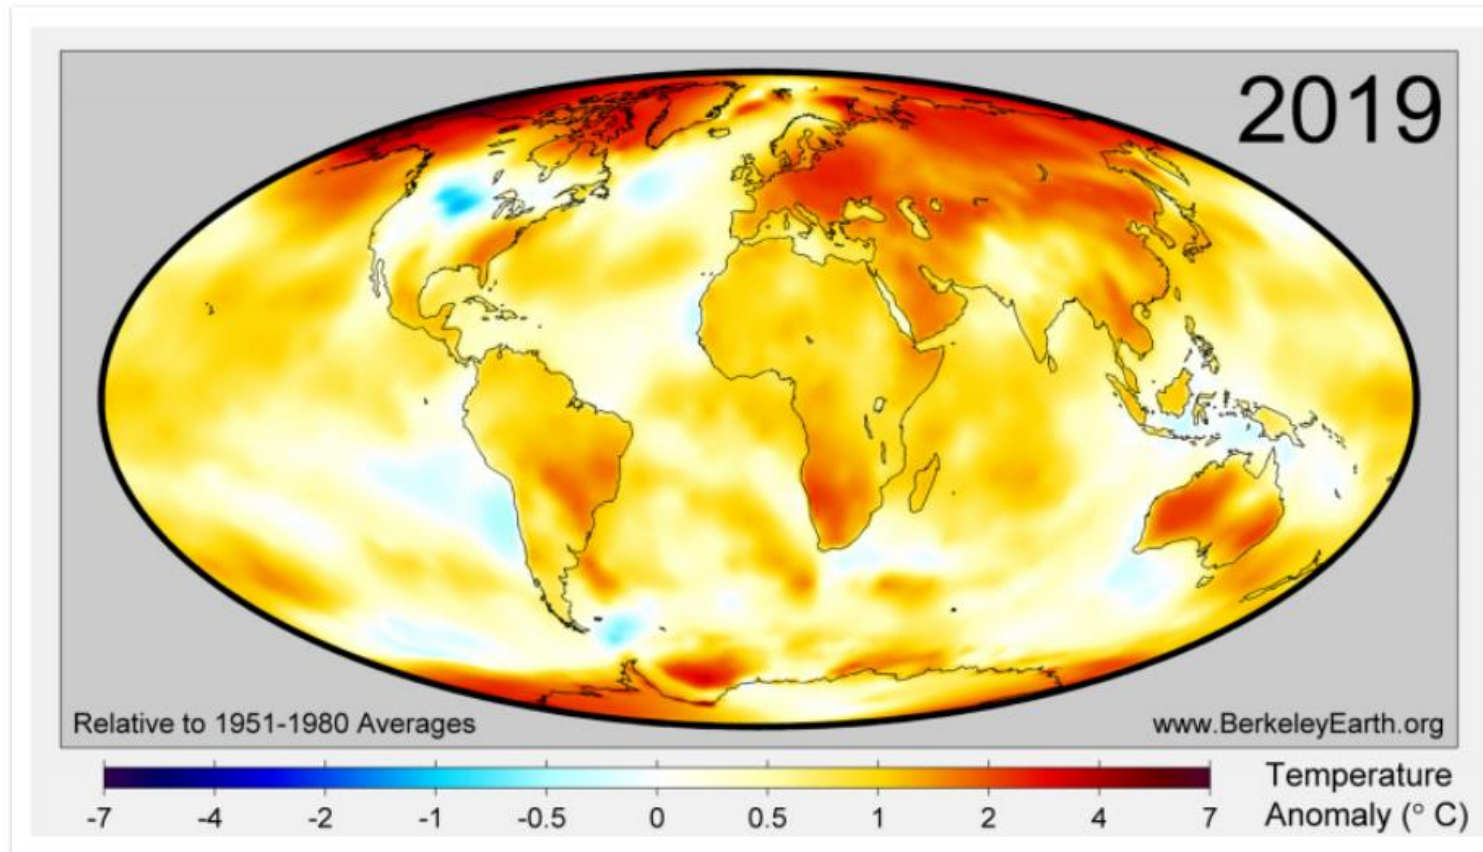 2019
Relative to 1951-1980 Averages
www.BerkeleyEarth.org
-7 -4 -2 -1 -0.5 0 0.5 1 2 4 7
Temperature
Anomaly (° C)